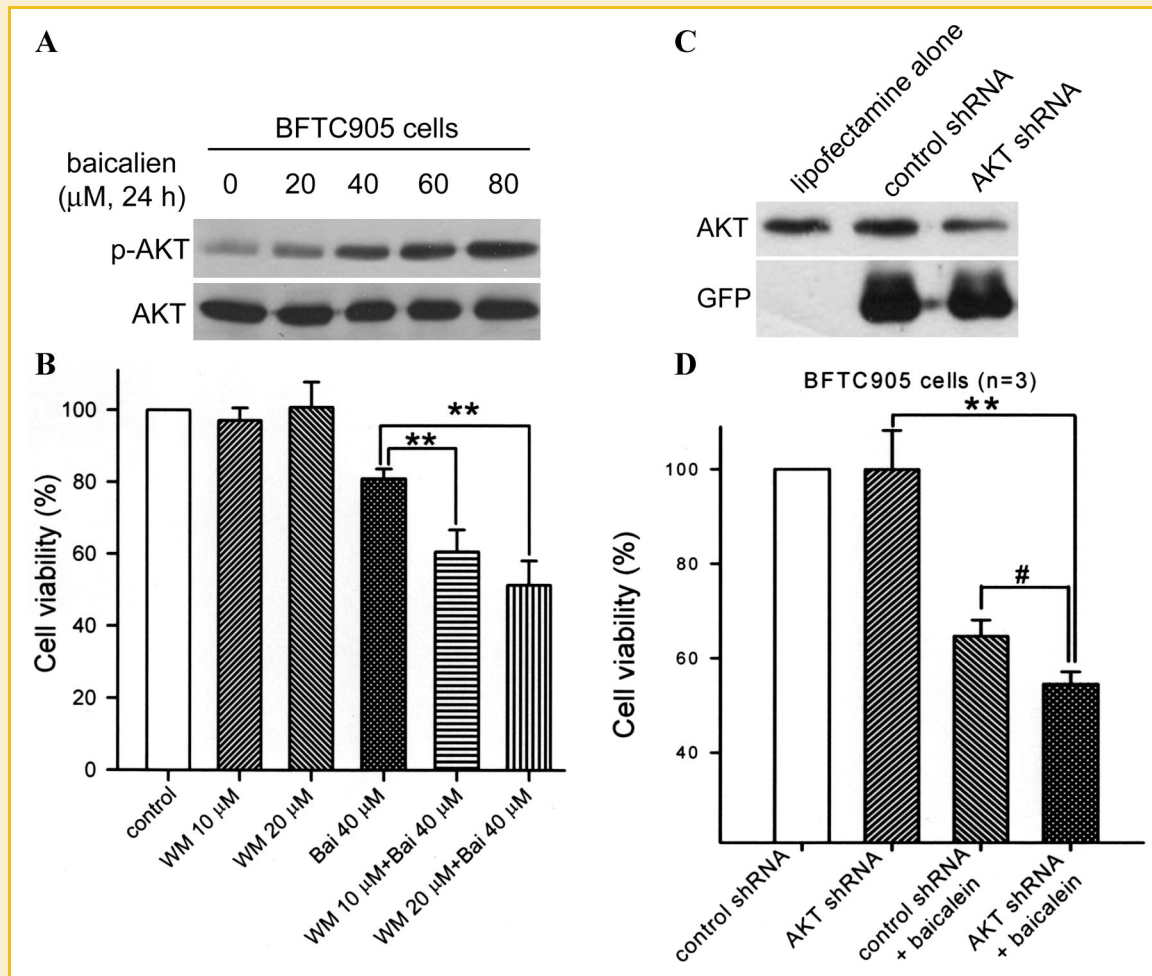 A
BFTC905 cells
baicalien
(μM, 24 h)
0 20 40 60 80
p-AKT
AKT
C
lipofectamine alone
control shRNA
AKT shRNA
AKT
GFP
B
Cell viability (%)
100
80
60
40
20
0
**
**
control
WM 10 μM
WM 20 μM
Bai 40 μM
WM 10 μM+Bai 40 μM
WM 20 μM+Bai 40 μM
D
BFTC905 cells (n=3)
Cell viability (%)
100
80
60
40
**
#
control shRNA
AKT shRNA
control shRNA
+ baicalein
AKT shRNA
+ baicalein